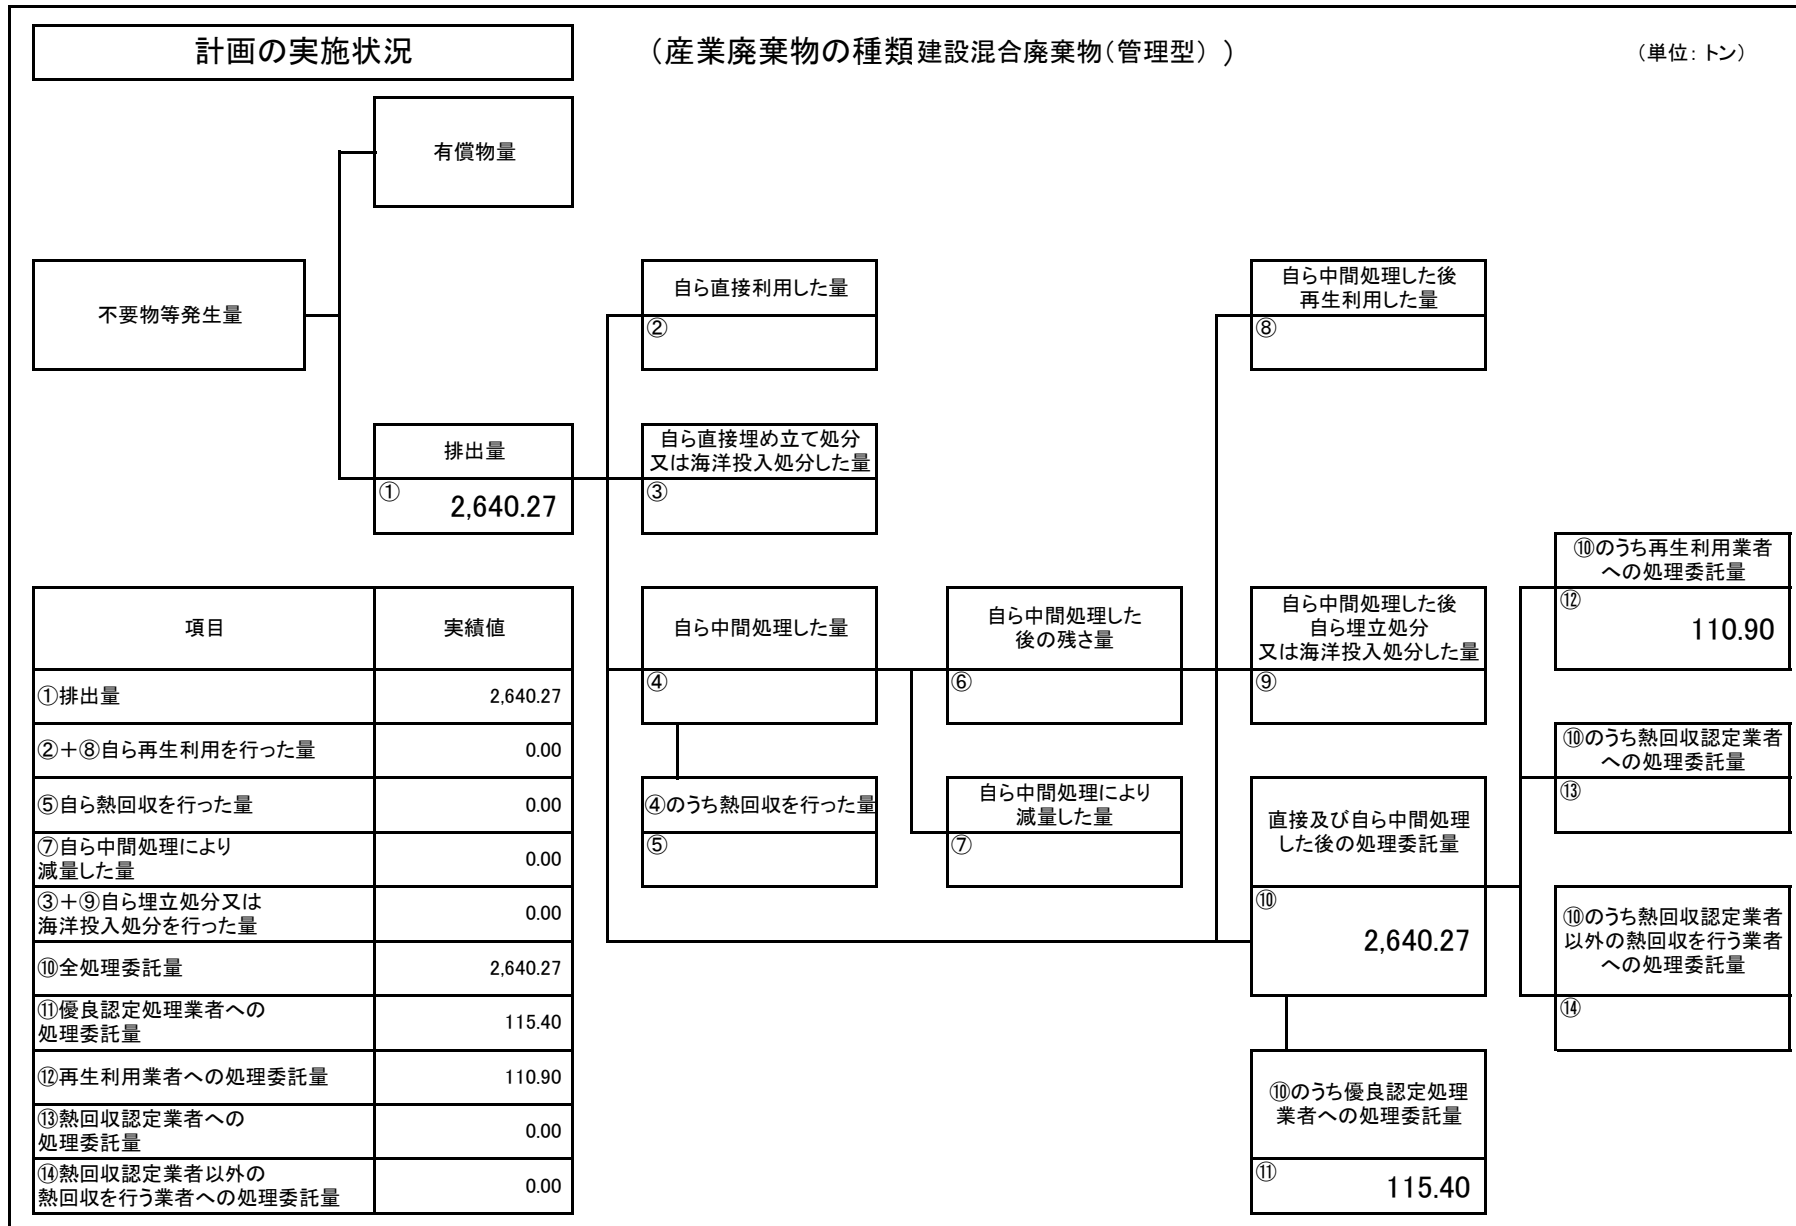 計画の実施状況
（産業廃棄物の種類建設混合廃棄物（管理型））
（単位：トン）
有償物量
不要物等発生量
自ら直接利用した量
②
自ら中間処理した後
再生利用した量
⑧
排出量
① 2,640.27
自ら直接埋め立て処分
又は海洋投入処分した量
③
⑩のうち再生利用業者
への処理委託量
⑫
110.90
項目 実績値
①排出量 2,640.27
②＋⑧自ら再生利用を行った量 0.00
⑤自ら熱回収を行った量 0.00
⑦自ら中間処理により
減量した量 0.00
③＋⑨自ら埋立処分又は
海洋投入処分を行った量 0.00
⑩全処理委託量 2,640.27
⑪優良認定処理業者への
処理委託量 115.40
⑫再生利用業者への処理委託量 110.90
⑬熱回収認定業者への
処理委託量 0.00
⑭熱回収認定業者以外の
熱回収を行う業者への処理委託量 0.00
自ら中間処理した量
④
自ら中間処理した
後の残さ量
⑥
自ら中間処理した後
自ら埋立処分
又は海洋投入処分した量
⑨
④のうち熱回収を行った量
⑤
自ら中間処理により
減量した量
⑦
直接及び自ら中間処理
した後の処理委託量
⑩
2,640.27
⑩のうち熱回収認定業者
への処理委託量
⑬
⑩のうち熱回収認定業者
以外の熱回収を行う業者
への処理委託量
⑭
⑩のうち優良認定処理
業者への処理委託量
⑪
115.40